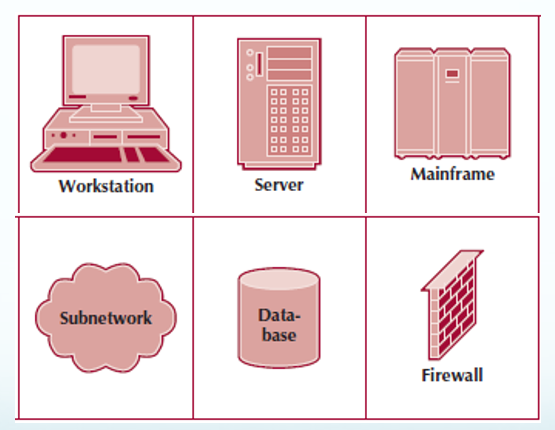 Workstation
Server
Mainframe
Subnetwork
Data-
base
Firewall